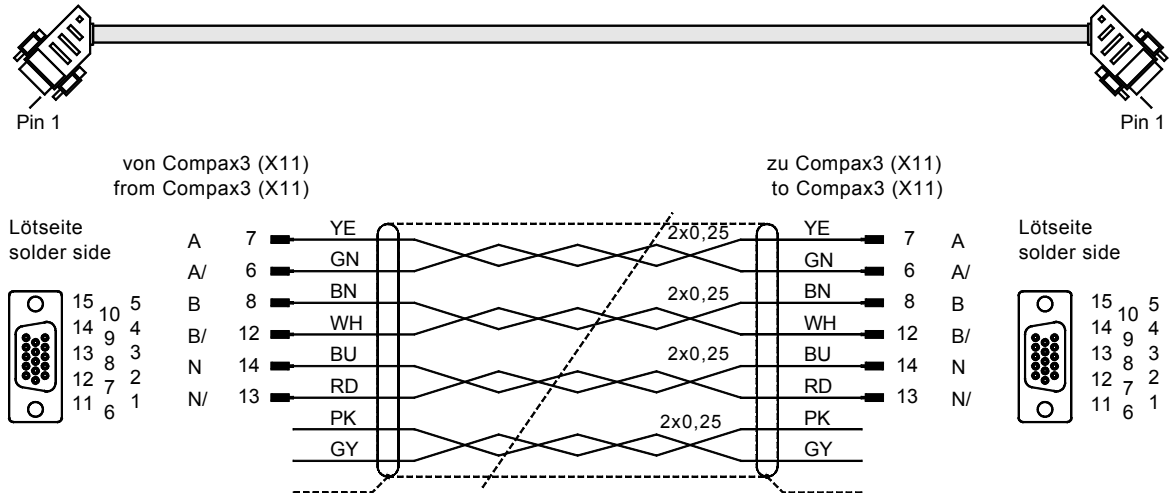 Pin 1
Pin 1
von Compax3 (X11)
from Compax3 (X11)
zu Compax3 (X11)
to Compax3 (X11)
Lötseite
solder side
Lötseite
solder side
A 7 YE 2x0,25 YE 7 A
A/ 6 GN GN 6 A/
B 8 BN 2x0,25 BN 8 B
B/ 12 WH WH 12 B/
N 14 BU 2x0,25 BU 14 N
N/ 13 RD RD 13 N/
PK 2x0,25 PK
GY GY
15 10 5
14 9 4
13 8 3
12 7 2
11 6 1
15 10 5
14 9 4
13 8 3
12 7 2
11 6 1